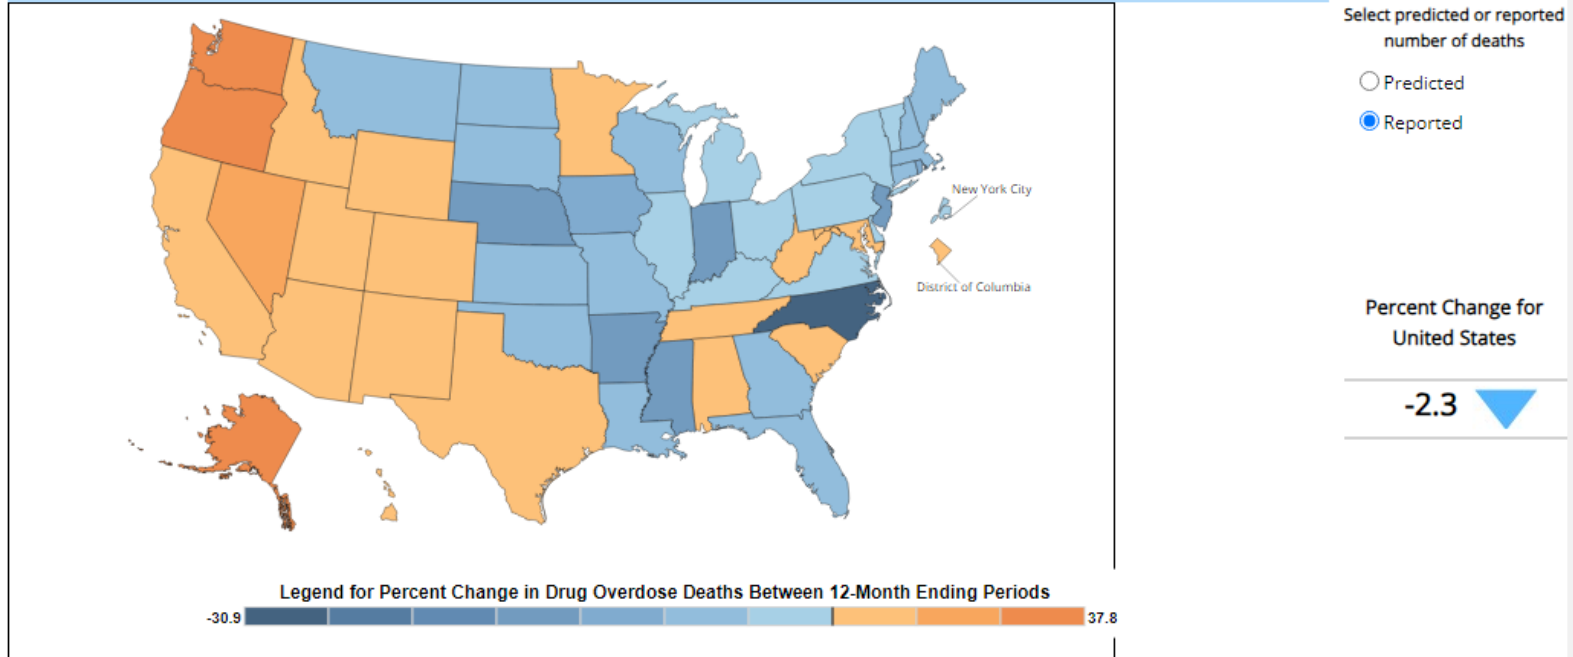 Select predicted or reported
number of deaths
Predicted
Reported
New York City
District of Columbia
Percent Change for
United States
-2.3
Legend for Percent Change in Drug Overdose Deaths Between 12-Month Ending Periods
-30.9
37.8